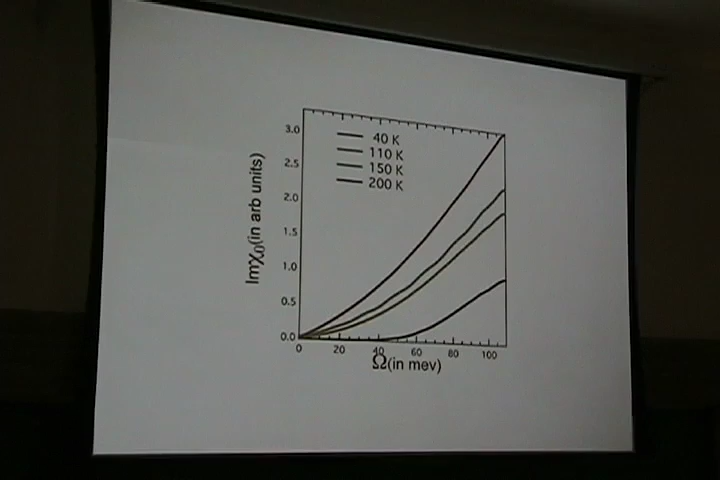 3.0
2.5
2.0
1.5
1.0
0.5
0.0
40 K
110 K
150 K
200 K
Imχ0(in arb units)
0 20 40 60 80 100
Ω(in mev)